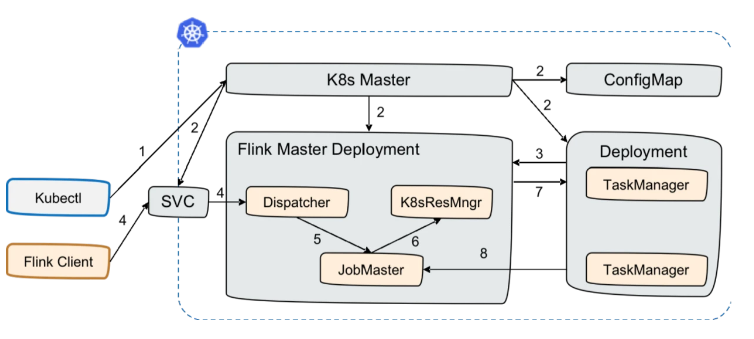 K8s Master
2
ConfigMap
2
2
2
1
Flink Master Deployment
Deployment
3
TaskManager
7
Kubectl
SVC
4
Dispatcher
K8sResMngr
4
5
6
Flink Client
JobMaster
8
TaskManager